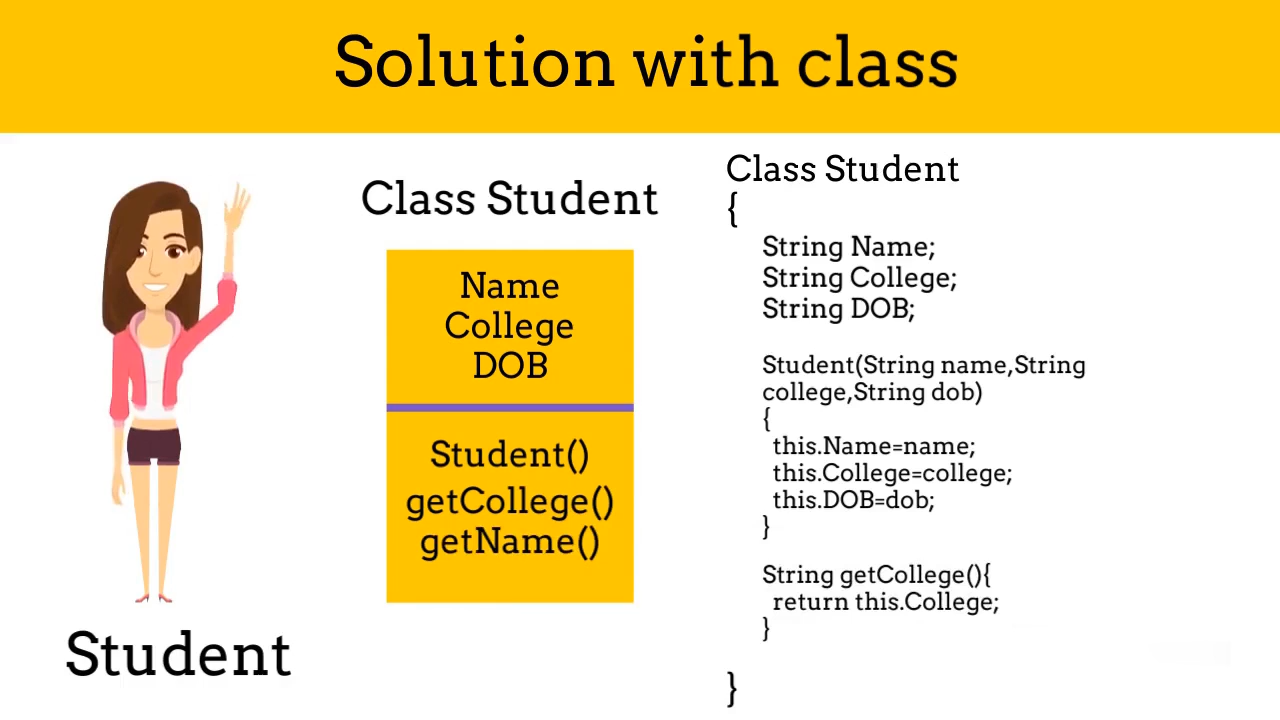 Solution with class
Student
Class Student
Name
College
DOB
Student()
getCollege()
getName()
Class Student
{
String Name;
String College;
String DOB;
Student(String name,String
college,String dob)
{
this.Name=name;
this.College=college;
this.DOB=dob;
}
String getCollege(){
return this.College;
}
}